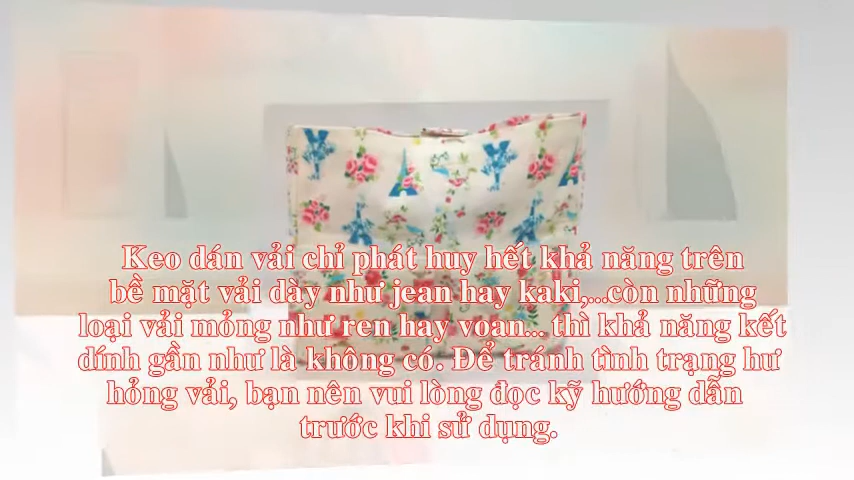 Keo dán vải chỉ phát huy hết khả năng trên
bề mặt vải dày như jean hay kaki,...còn những
loại vải mỏng như ren hay voan... thì khả năng kết
dính gần như là không có. Để tránh tình trạng hư
hỏng vải, bạn nên vui lòng đọc kỹ hướng dẫn
trước khi sử dụng.